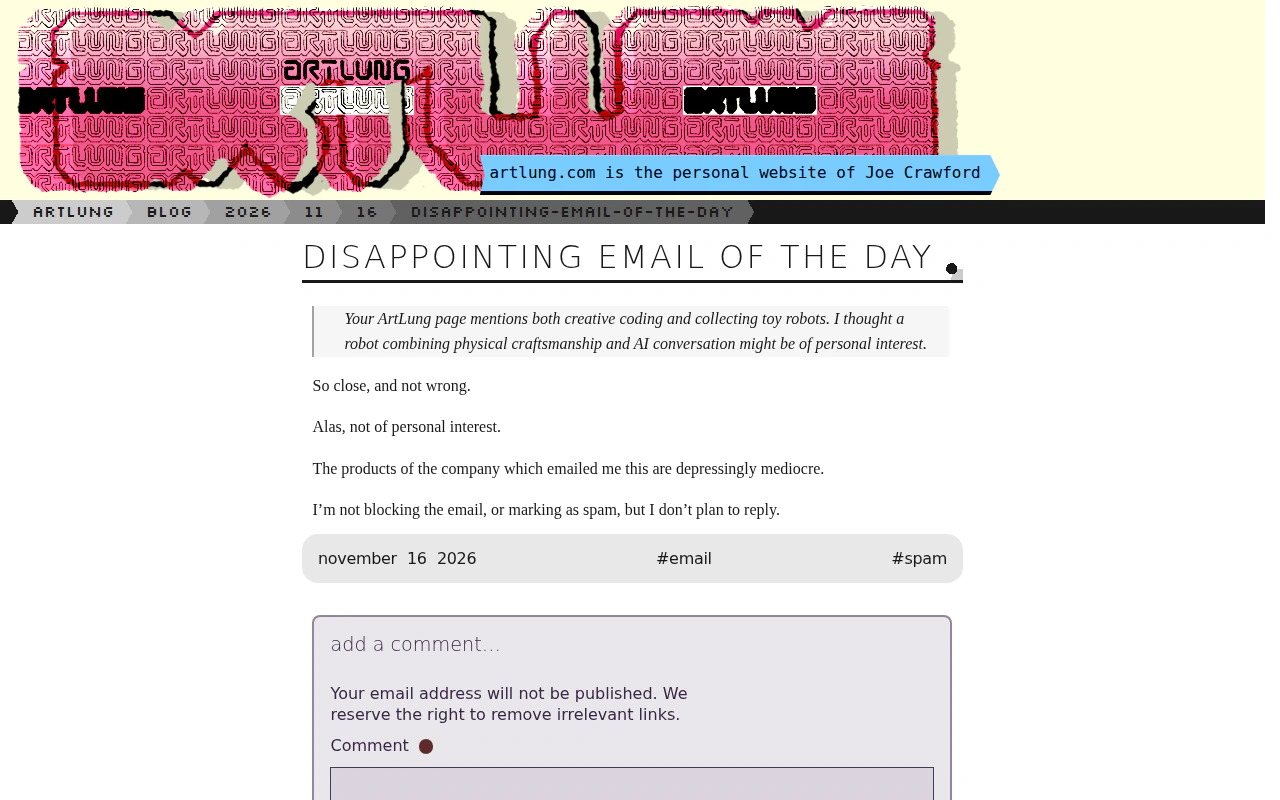 ARTLUNG
ARTLUNG
ARTLUNG
artlung.com is the personal website of Joe Crawford
ARTLUNG BLOG 2026 11 16 DISAPPOINTING-EMAIL-OF-THE-DAY
DISAPPOINTING EMAIL OF THE DAY
Your ArtLung page mentions both creative coding and collecting toy robots. I thought a
robot combining physical craftsmanship and AI conversation might be of personal interest.
So close, and not wrong.
Alas, not of personal interest.
The products of the company which emailed me this are depressingly mediocre.
I’m not blocking the email, or marking as spam, but I don’t plan to reply.
november 16 2026 #email #spam
add a comment...
Your email address will not be published. We
reserve the right to remove irrelevant links.
Comment